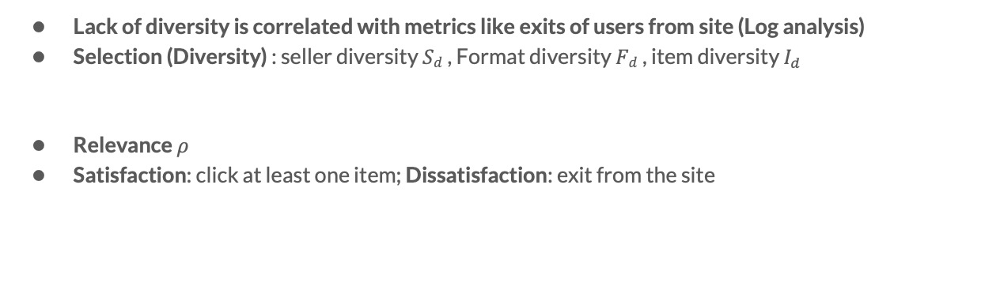 ● Lack of diversity is correlated with metrics like exits of users from site (Log analysis)
● Selection (Diversity) : seller diversity S_d , Format diversity F_d , item diversity I_d
● Relevance ρ
● Satisfaction: click at least one item; Dissatisfaction: exit from the site